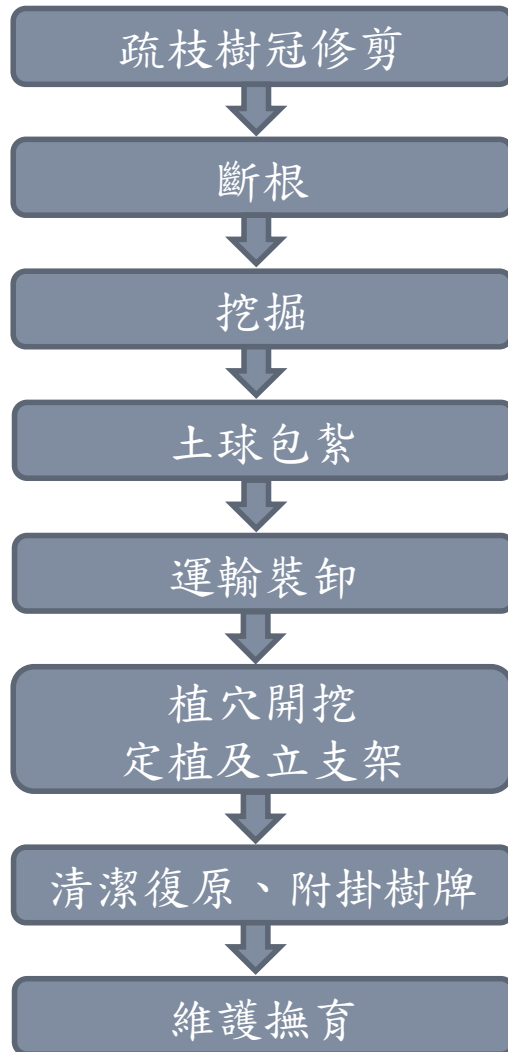 疏枝樹冠修剪
斷根
挖掘
土球包紮
運輸裝卸
植穴開挖
定植及立支架
清潔復原、附掛樹牌
維護撫育